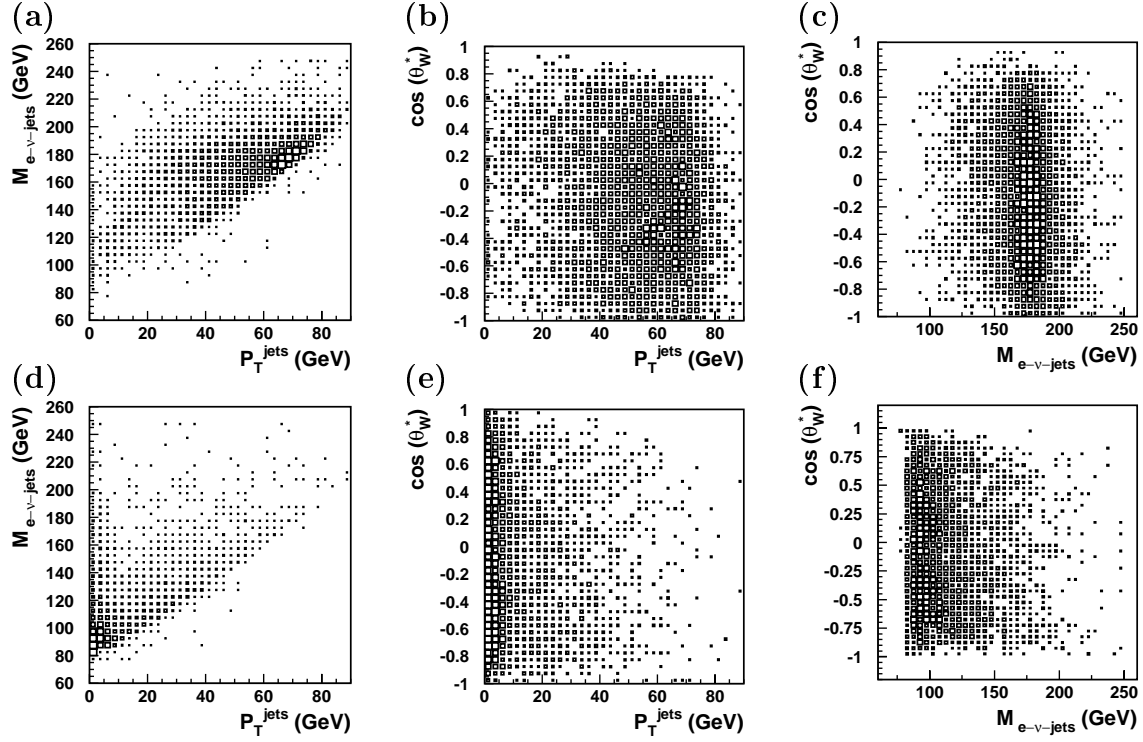 (a)
M e−ν−jets (GeV)
260
240
220
200
180
160
140
120
100
80
60
0 20 40 60 80
P_T^jets (GeV)
(b)
cos (θ*_W)
1
0.8
0.6
0.4
0.2
0
-0.2
-0.4
-0.6
-0.8
-1
0 20 40 60 80
P_T^jets (GeV)
(c)
cos (θ*_W)
1
0.8
0.6
0.4
0.2
0
-0.2
-0.4
-0.6
-0.8
-1
100 150 200 250
M e−ν−jets (GeV)
(d)
M e−ν−jets (GeV)
260
240
220
200
180
160
140
120
100
80
60
0 20 40 60 80
P_T^jets (GeV)
(e)
cos (θ*_W)
1
0.8
0.6
0.4
0.2
0
-0.2
-0.4
-0.6
-0.8
-1
0 20 40 60 80
P_T^jets (GeV)
(f)
cos (θ*_W)
1
0.75
0.5
0.25
0
-0.25
-0.5
-0.75
-1
100 150 200 250
M e−ν−jets (GeV)